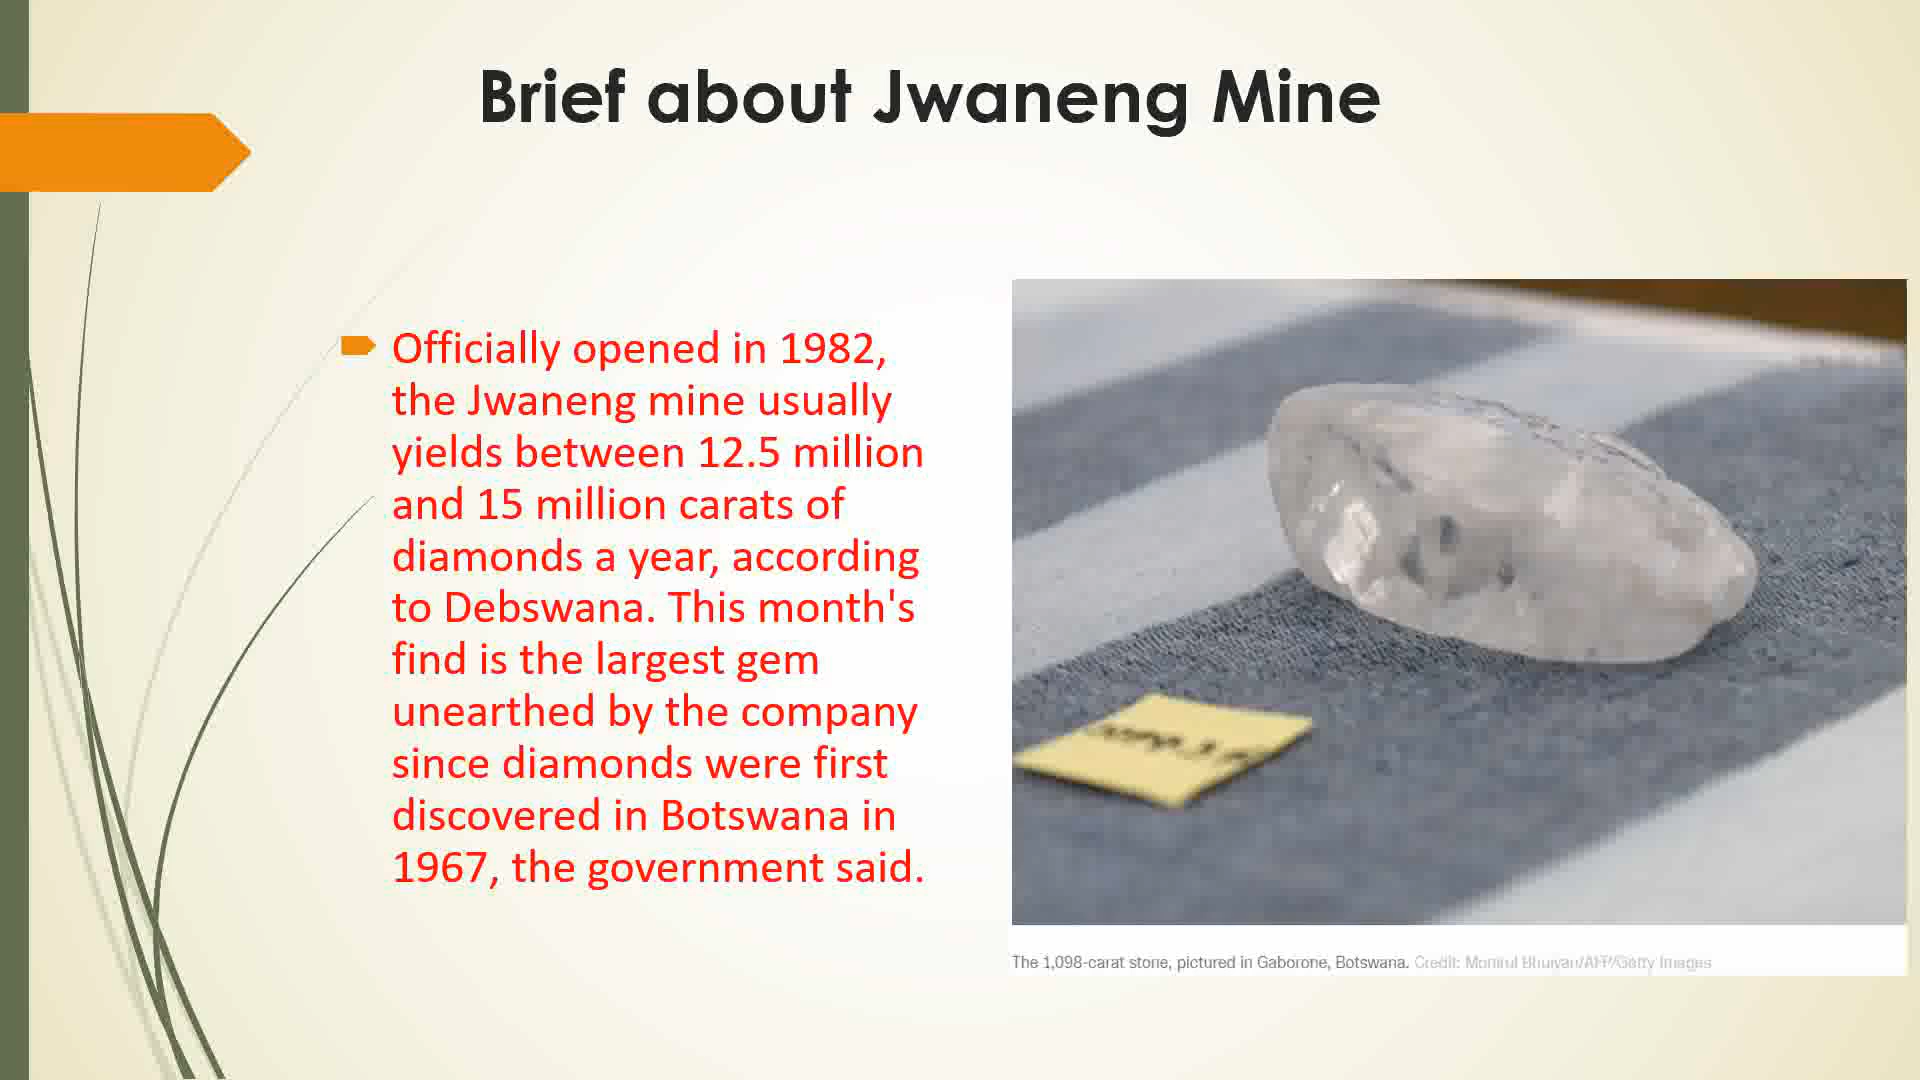 Brief about Jwaneng Mine
Officially opened in 1982,
the Jwaneng mine usually
yields between 12.5 million
and 15 million carats of
diamonds a year, according
to Debswana. This month's
find is the largest gem
unearthed by the company
since diamonds were first
discovered in Botswana in
1967, the government said.
The 1,098-carat stone, pictured in Gaborone, Botswana. Credit: Monirul Bhuiyan/AFP/Getty Images